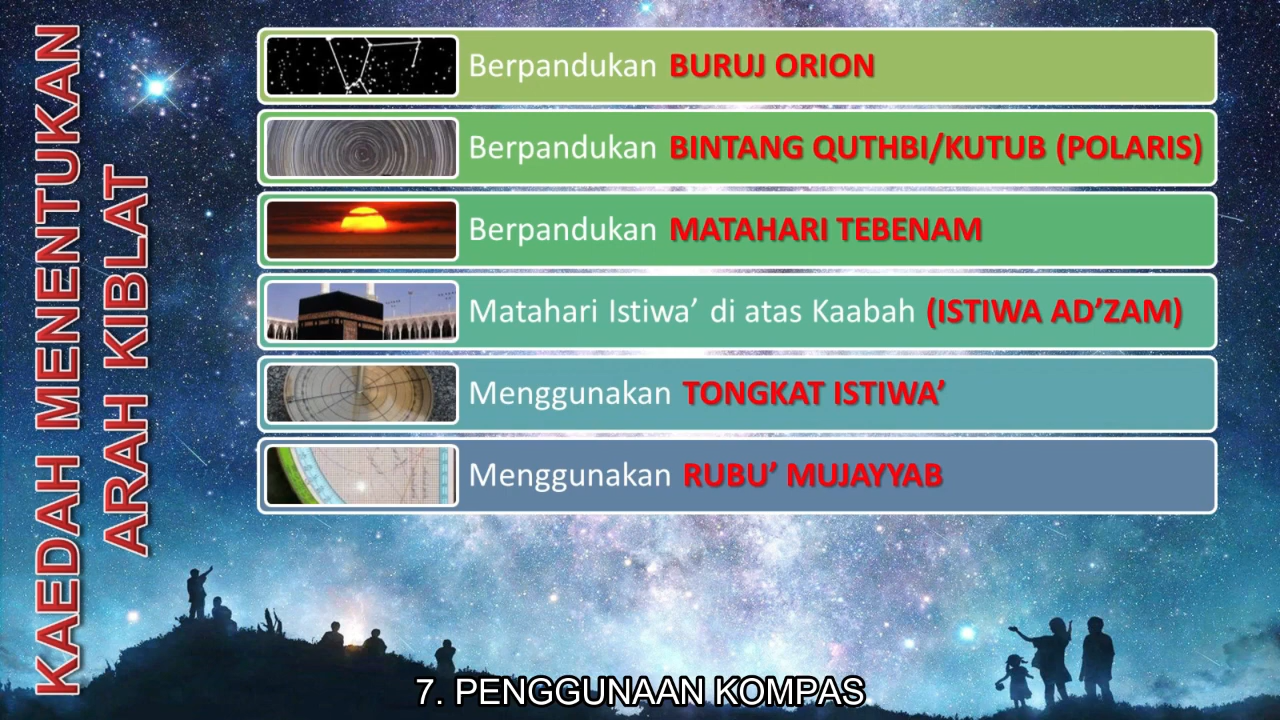 KAEDAH MENENTUKAN
ARAH KIBLAT
Berpandukan BURUJ ORION
Berpandukan BINTANG QUTHBI/KUTUB (POLARIS)
Berpandukan MATAHARI TEBENAM
Matahari Istiwa’ di atas Kaabah (ISTIWA AD’ZAM)
Menggunakan TONGKAT ISTIWA’
Menggunakan RUBU’ MUJAYYAB
7. PENGGUNAAN KOMPAS